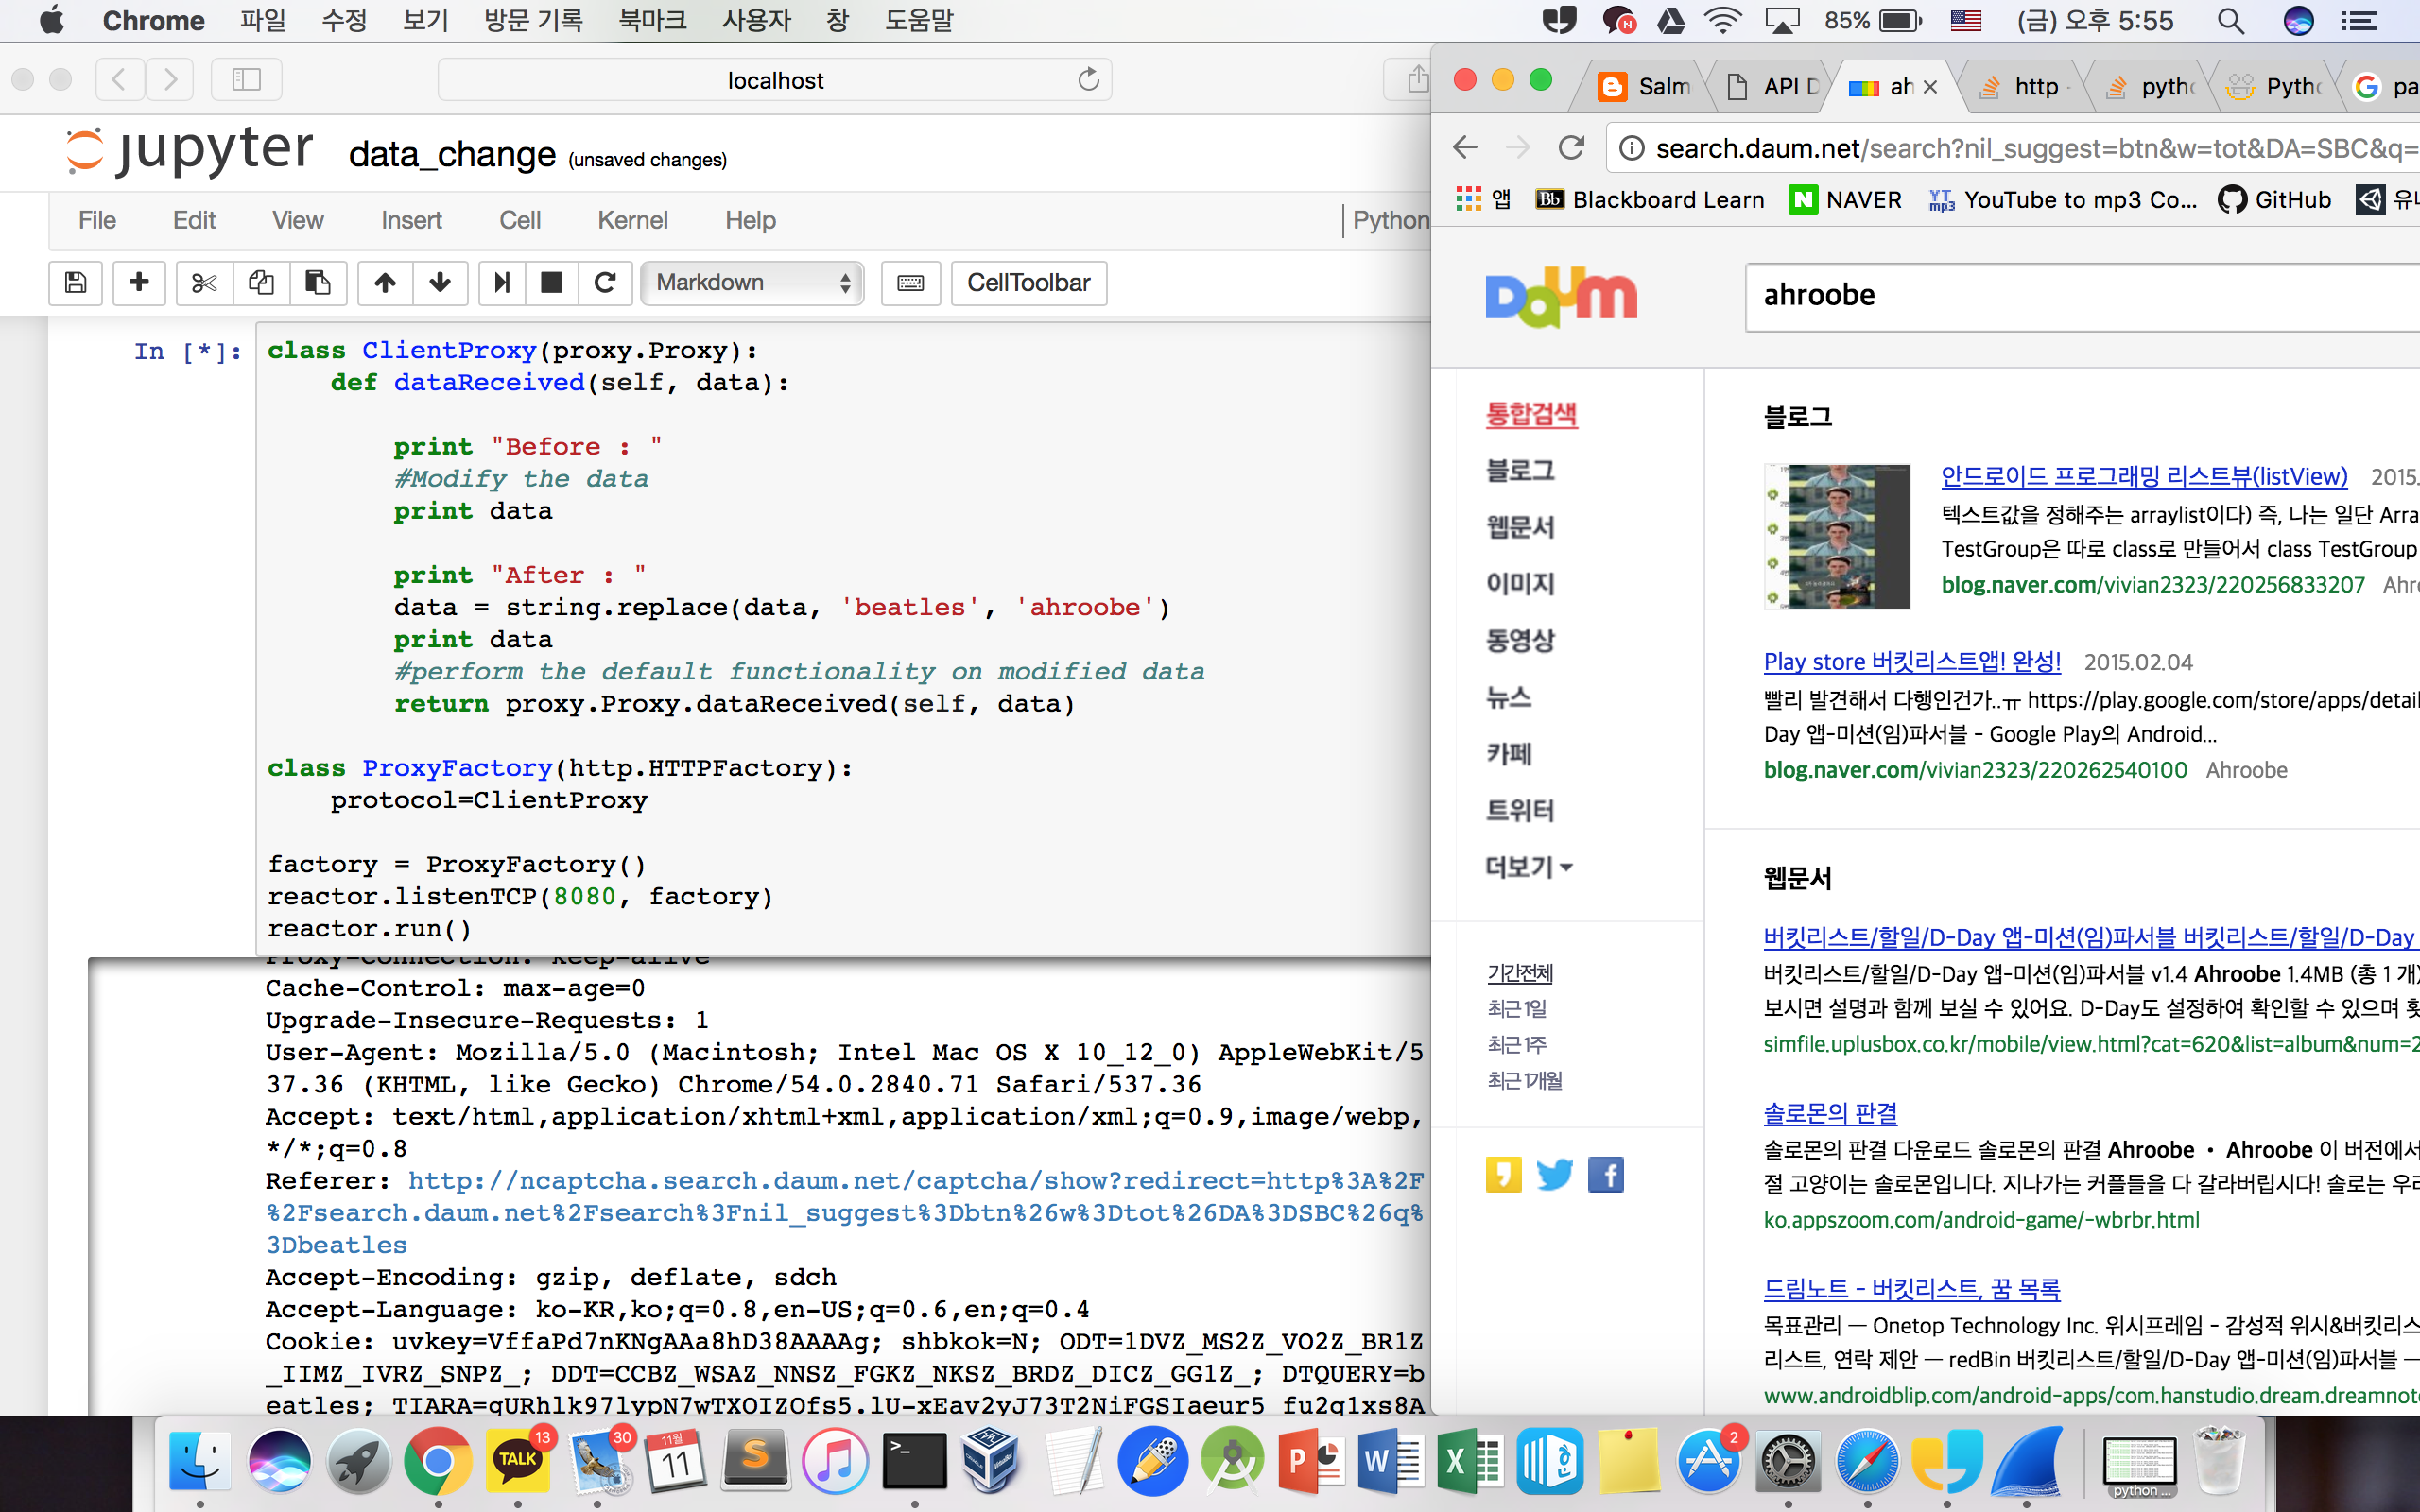 Chrome 파일 수정 보기 방문 기록 북마크 사용자 창 도움말
85% (금) 오후 5:55
localhost
jupyter data_change (unsaved changes)
File Edit View Insert Cell Kernel Help Python
Markdown CellToolbar
In [*]:
class ClientProxy(proxy.Proxy):
def dataReceived(self, data):
print "Before : "
#Modify the data
print data
print "After : "
data = string.replace(data, 'beatles', 'ahroobe')
print data
#perform the default functionality on modified data
return proxy.Proxy.dataReceived(self, data)
class ProxyFactory(http.HTTPFactory):
protocol=ClientProxy
factory = ProxyFactory()
reactor.listenTCP(8080, factory)
reactor.run()
Proxy-Connection: keep-alive
Cache-Control: max-age=0
Upgrade-Insecure-Requests: 1
User-Agent: Mozilla/5.0 (Macintosh; Intel Mac OS X 10_12_0) AppleWebKit/5
37.36 (KHTML, like Gecko) Chrome/54.0.2840.71 Safari/537.36
Accept: text/html,application/xhtml+xml,application/xml;q=0.9,image/webp,
*/*;q=0.8
Referer: http://ncaptcha.search.daum.net/captcha/show?redirect=http%3A%2F
%2Fsearch.daum.net%2Fsearch%3Fnil_suggest%3Dbtn%26w%3Dtot%26DA%3DSBC%26q%
3Dbeatles
Accept-Encoding: gzip, deflate, sdch
Accept-Language: ko-KR,ko;q=0.8,en-US;q=0.6,en;q=0.4
Cookie: uvkey=VffaPd7nKNgAAa8hD38AAAAg; shbkok=N; ODT=1DVZ_MS2Z_VO2Z_BR1Z
_IIMZ_IVRZ_SNPZ_; DDT=CCBZ_WSAZ_NNSZ_FGKZ_NKSZ_BRDZ_DICZ_GG1Z_; DTQUERY=b
eatles;
Salm API D ah http pyth Pyth pa
search.daum.net/search?nil_suggest=btn&w=tot&DA=SBC&q=
앱 Blackboard Learn NAVER YouTube to mp3 Co... GitHub
Daum
ahroobe
통합검색
블로그
웹문서
이미지
동영상
뉴스
카페
트위터
더보기
기간전체
최근 1일
최근 1주
최근 1개월
블로그
안드로이드 프로그래밍 리스트뷰(listView) 2015.
텍스트값을 정해주는 arraylist이다) 즉, 나는 일단 Arra
TestGroup은 따로 class로 만들어서 class TestGroup
blog.naver.com/vivian2323/220256833207 Ahr
Play store 버킷리스트앱! 완성! 2015.02.04
빨리 발견해서 다행인건가..ㅠ https://play.google.com/store/apps/detail
Day 앱-미션(임)파서블 - Google Play의 Android...
blog.naver.com/vivian2323/220262540100 Ahroobe
웹문서
버킷리스트/할일/D-Day 앱-미션(임)파서블 버킷리스트/할일/D-Day
버킷리스트/할일/D-Day 앱-미션(임)파서블 v1.4 Ahroobe 1.4MB (총 1 개)
보시면 설명과 함께 보실 수 있어요. D-Day도 설정하여 확인할 수 있으며
simfile.uplusbox.co.kr/mobile/view.html?cat=620&list=album&num=2
솔로몬의 판결
솔로몬의 판결 다운로드 솔로몬의 판결 Ahroobe • Ahroobe 이 버전에서
절 고양이는 솔로몬입니다. 지나가는 커플들을 다 갈라버립시다! 솔로는 우리
ko.appszoom.com/android-game/-wbrbr.html
드림노트 - 버킷리스트, 꿈 목록
목표관리 — Onetop Technology Inc. 위시프레임 - 감성적 위시&버킷리스
리스트, 연락 제안 — redBin 버킷리스트/할일/D-Day 앱-미션(임)파서블 —
www.androidblip.com/android-apps/com.hanstudio.dream.dreamnote
TALK 13 30 11월 11 2
python ...